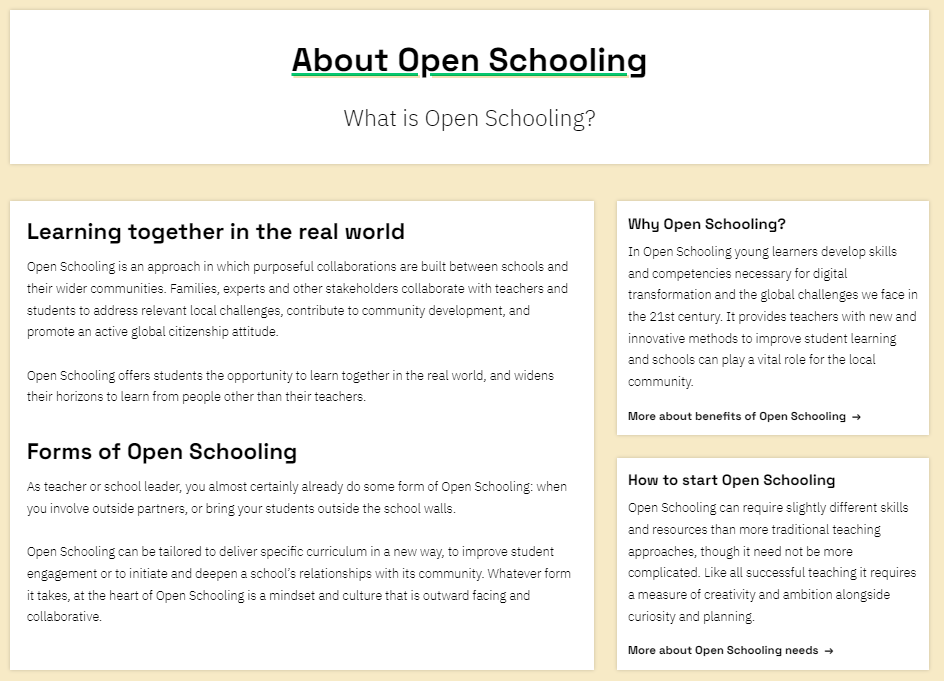 About Open Schooling
What is Open Schooling?
Learning together in the real world
Open Schooling is an approach in which purposeful collaborations are built between schools and
their wider communities. Families, experts and other stakeholders collaborate with teachers and
students to address relevant local challenges, contribute to community development, and
promote an active global citizenship attitude.
Open Schooling offers students the opportunity to learn together in the real world, and widens
their horizons to learn from people other than their teachers.
Forms of Open Schooling
As teacher or school leader, you almost certainly already do some form of Open Schooling: when
you involve outside partners, or bring your students outside the school walls.
Open Schooling can be tailored to deliver specific curriculum in a new way, to improve student
engagement or to initiate and deepen a school’s relationships with its community. Whatever form
it takes, at the heart of Open Schooling is a mindset and culture that is outward facing and
collaborative.
Why Open Schooling?
In Open Schooling young learners develop skills
and competencies necessary for digital
transformation and the global challenges we face in
the 21st century. It provides teachers with new and
innovative methods to improve student learning
and schools can play a vital role for the local
community.
More about benefits of Open Schooling →
How to start Open Schooling
Open Schooling can require slightly different skills
and resources than more traditional teaching
approaches, though it need not be more
complicated. Like all successful teaching it requires
a measure of creativity and ambition alongside
curiosity and planning.
More about Open Schooling needs →